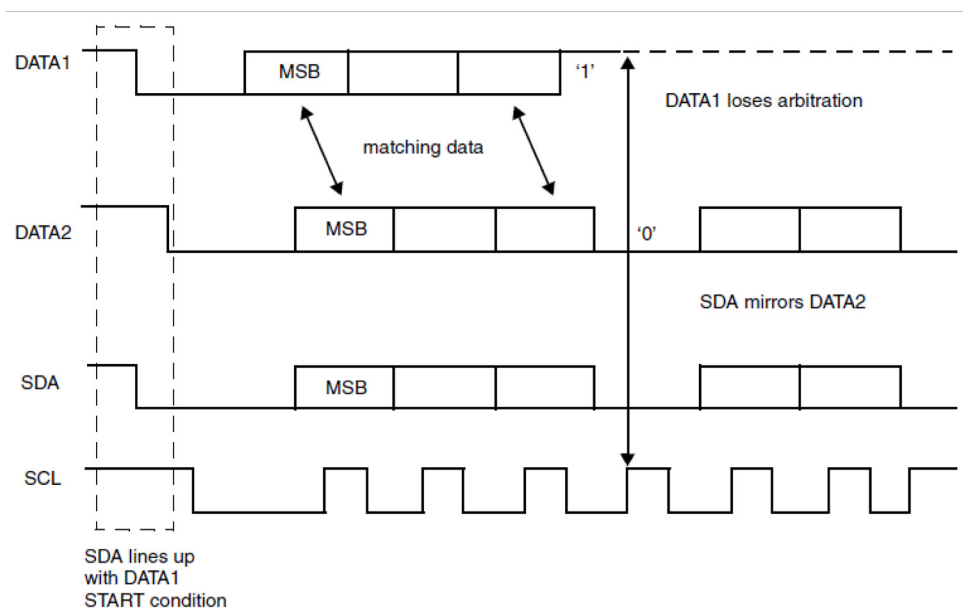 DATA1
MSB
‘1’
DATA1 loses arbitration
matching data
DATA2
MSB
‘0’
SDA mirrors DATA2
SDA
MSB
SCL
SDA lines up
with DATA1
START condition